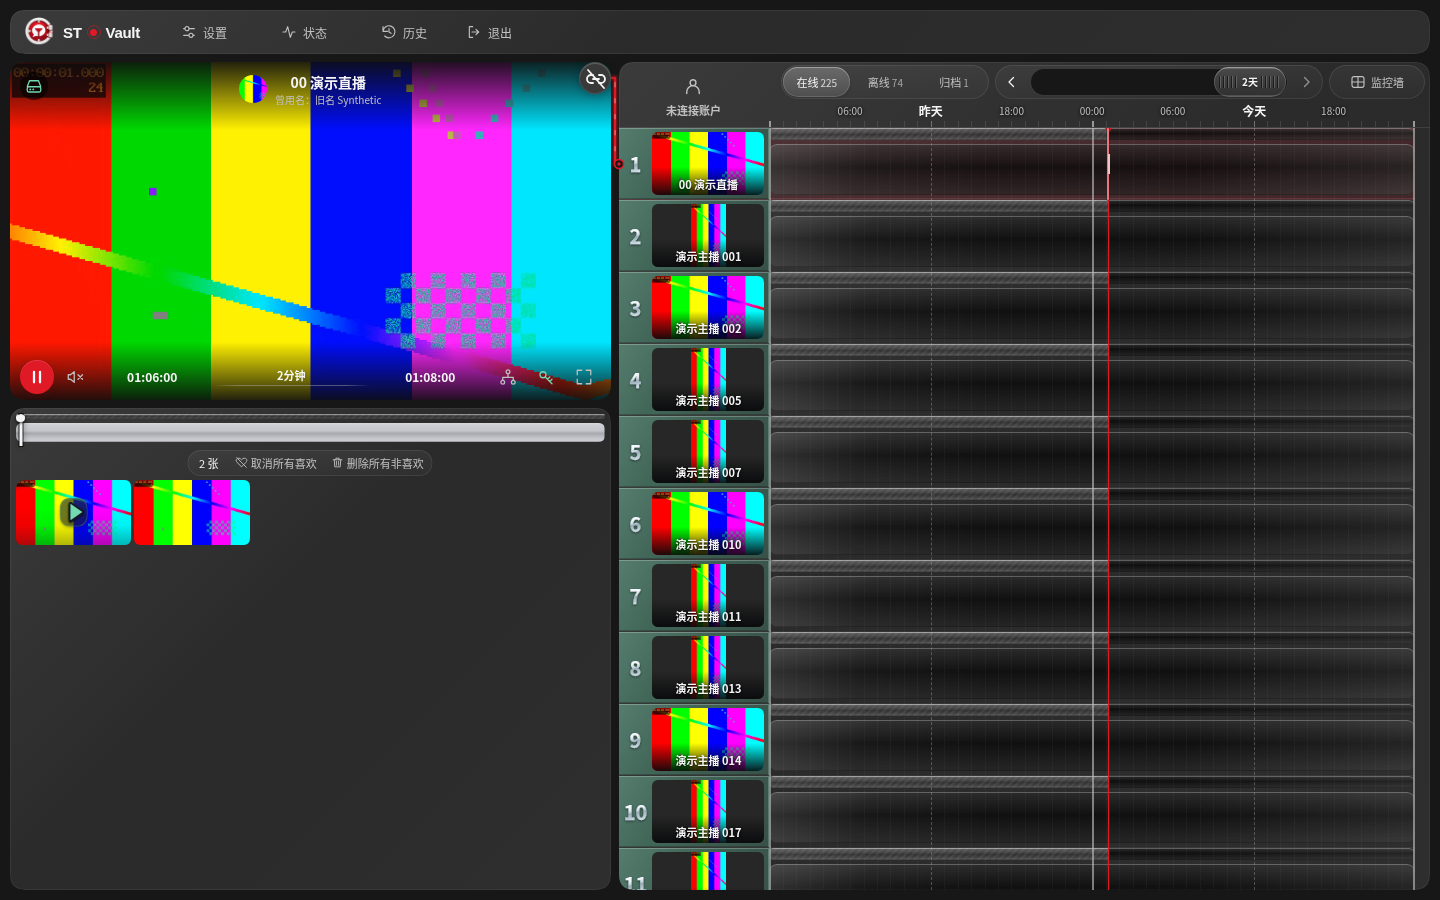 ST Vault
设置
状态
历史
退出
00:00:01.000
24
00 演示直播
曾用名: 旧名 Synthetic
01:06:00
2分钟
01:08:00
2 张
取消所有喜欢
删除所有非喜欢
未连接账户
在线 225
离线 74
归档 1
2天
监控墙
06:00
昨天
18:00
00:00
06:00
今天
18:00
1
00 演示直播
2
演示主播 001
3
演示主播 002
4
演示主播 005
5
演示主播 007
6
演示主播 010
7
演示主播 011
8
演示主播 013
9
演示主播 014
10
演示主播 017
11